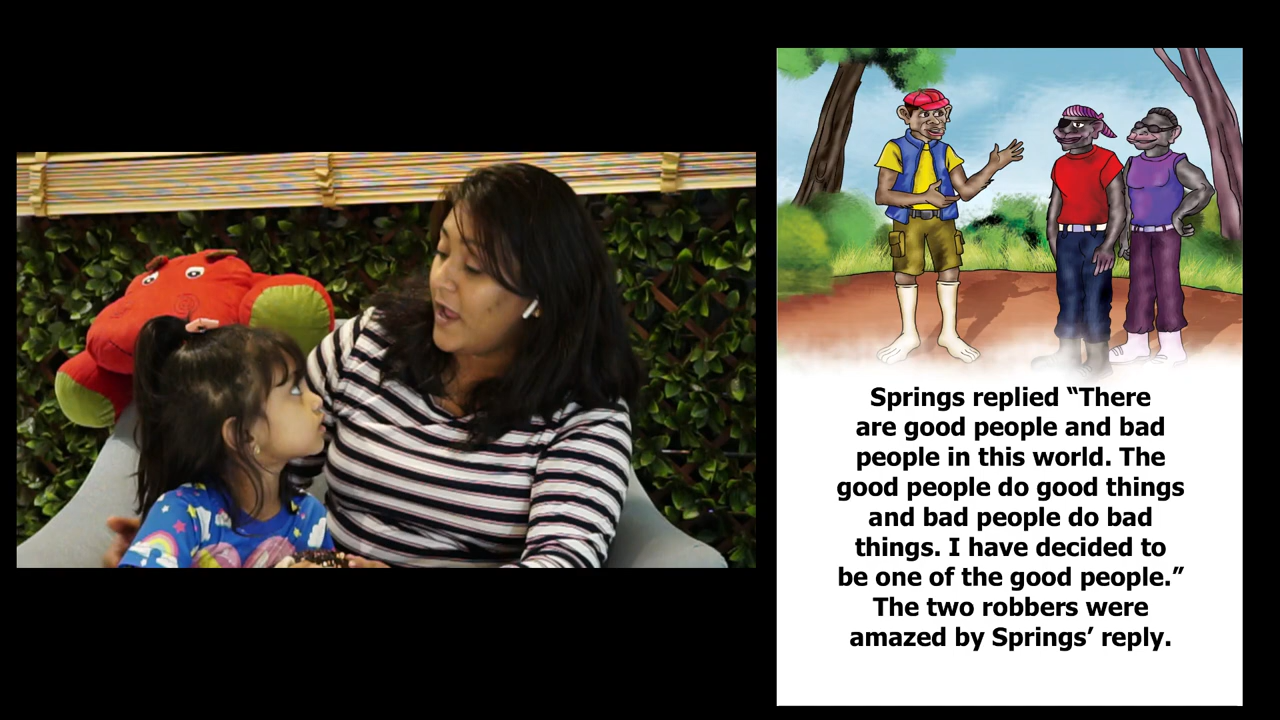 Springs replied “There
are good people and bad
people in this world. The
good people do good things
and bad people do bad
things. I have decided to
be one of the good people.”
The two robbers were
amazed by Springs’ reply.